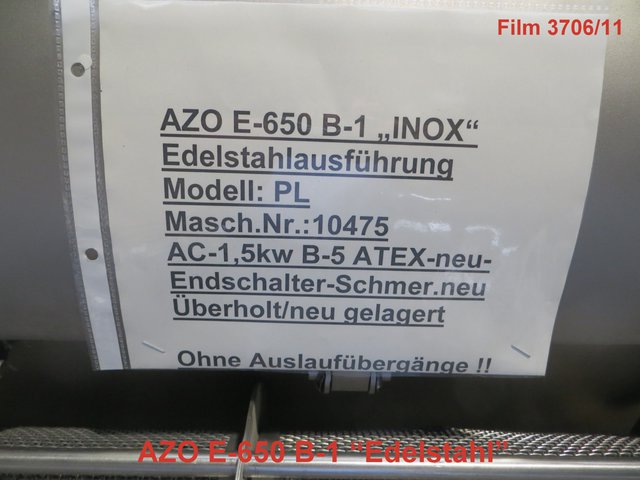 Film 3706/11
AZO E-650 B-1 „INOX“
Edelstahlausführung
Modell: PL
Masch.Nr.:10475
AC-1,5kw B-5 ATEX-neu-
Endschalter-Schmer.neu
Überholt/neu gelagert
Ohne Auslaufübergänge !!
AZO E-650 B-1 “Edelstahl"